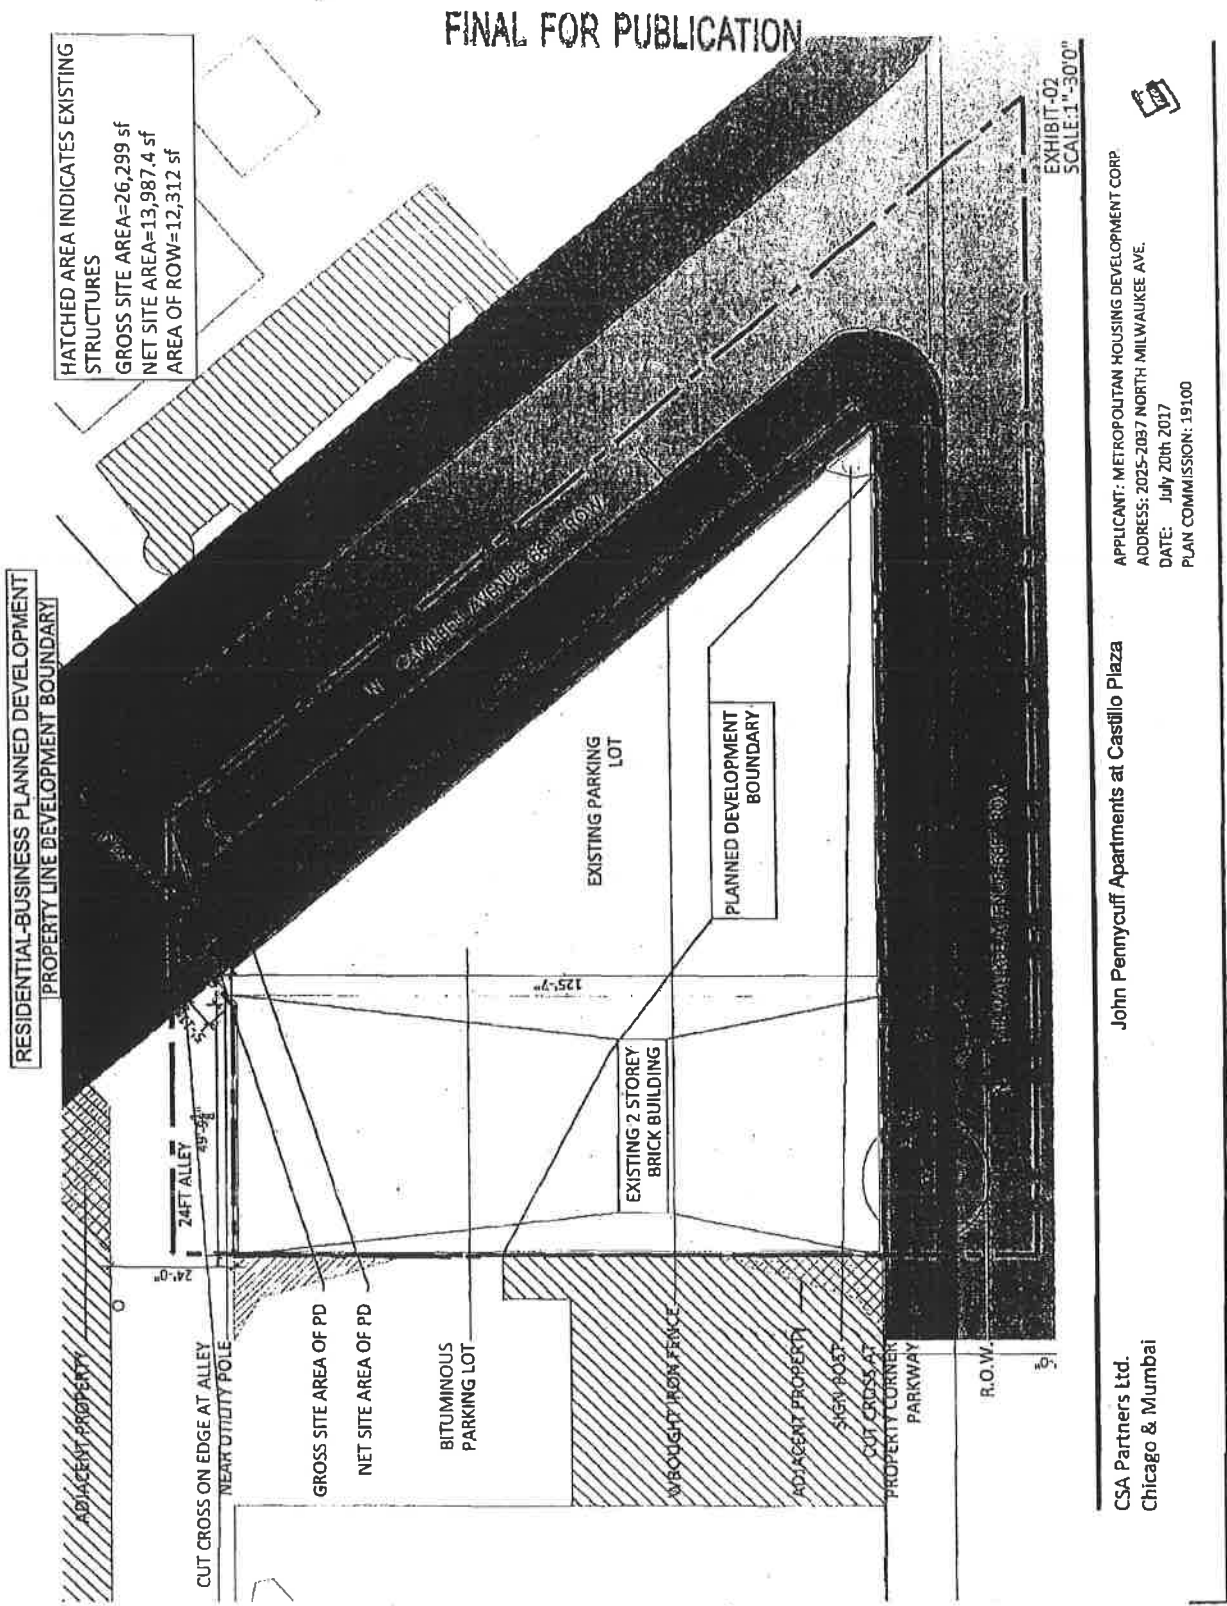 FINAL FOR PUBLICATION
RESIDENTIAL-BUSINESS PLANNED DEVELOPMENT
PROPERTY LINE DEVELOPMENT BOUNDARY
HATCHED AREA INDICATES EXISTING
STRUCTURES
GROSS SITE AREA=26,299 sf
NET SITE AREA=13,987.4 sf
AREA OF ROW=12,312 sf
ADJACENT PROPERTY
24FT ALLEY
24'-0"
CUT CROSS ON EDGE AT ALLEY
NEAR UTILITY POLE
GROSS SITE AREA OF PD
NET SITE AREA OF PD
BITUMINOUS
PARKING LOT
125'-7"
EXISTING PARKING
LOT
EXISTING 2 STOREY
BRICK BUILDING
PLANNED DEVELOPMENT
BOUNDARY
WROUGHT IRON FENCE
ADJACENT PROPERTY
SIGN POST
CUT CROSS AT
PROPERTY CORNER
PARKWAY
R.O.W.
CAMPBELL AVENUE
EXHIBIT-02
SCALE:1"-30'0"
CSA Partners Ltd.
Chicago & Mumbai
John Pennycuff Apartments at Castillo Plaza
APPLICANT: METROPOLITAN HOUSING DEVELOPMENT CORP.
ADDRESS: 2025-2037 NORTH MILWAUKEE AVE.
DATE: July 20th 2017
PLAN COMMISSION: 19100